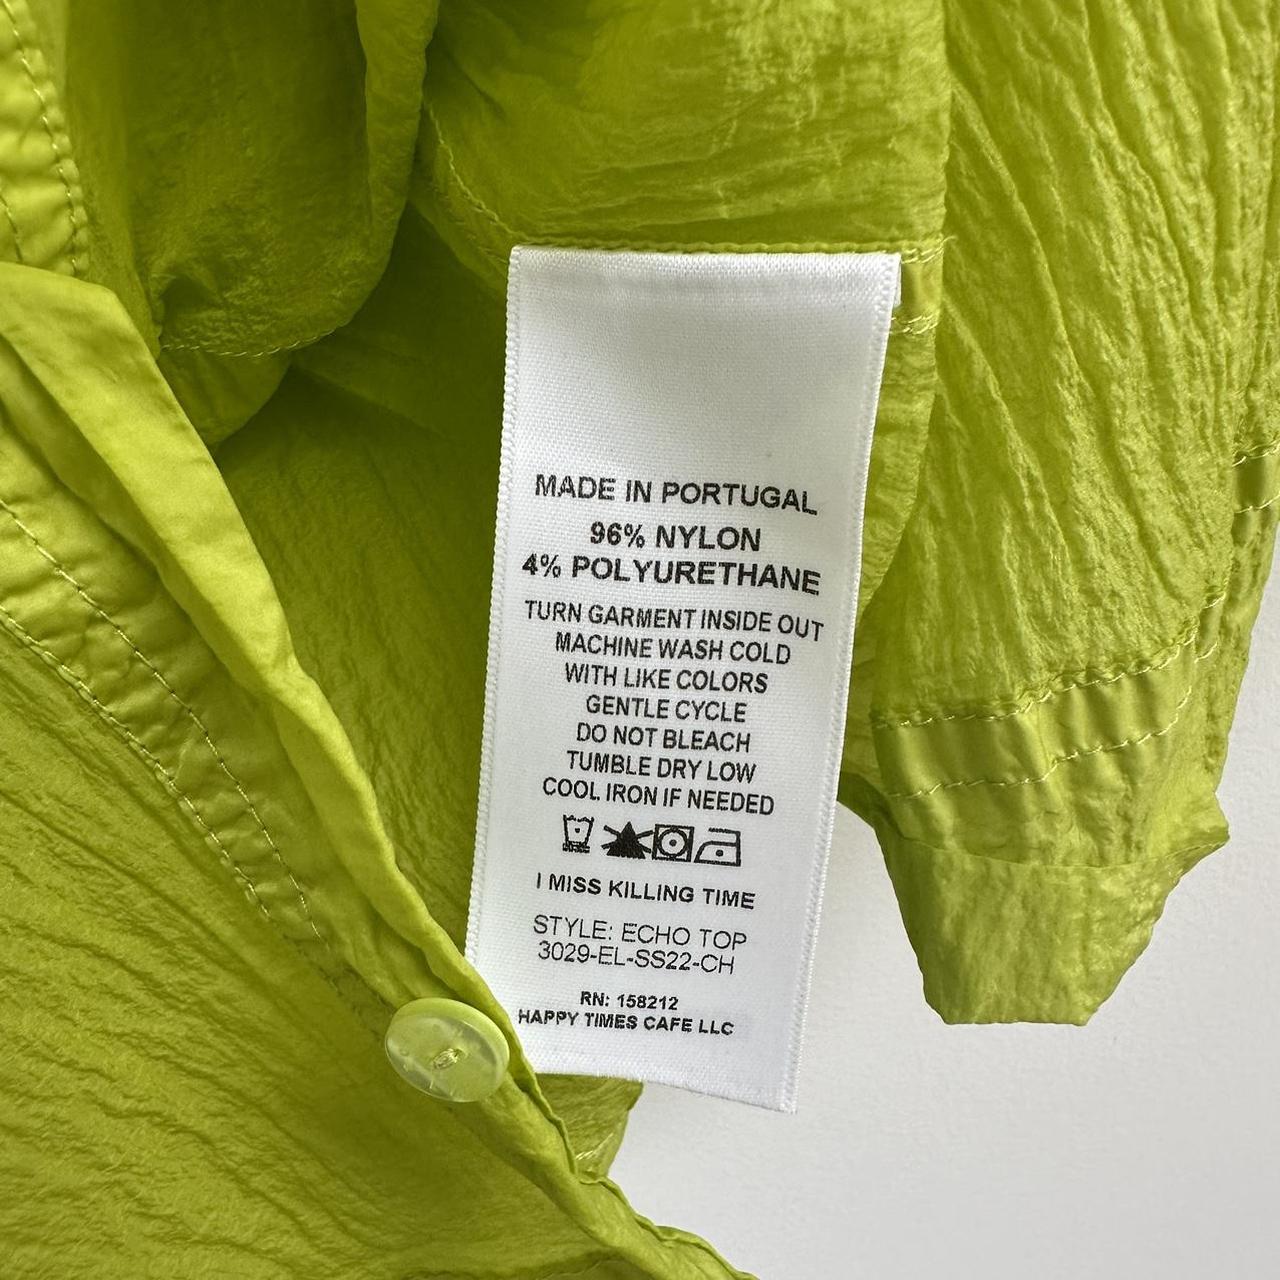 MADE IN PORTUGAL
96% NYLON
4% POLYURETHANE
TURN GARMENT INSIDE OUT
MACHINE WASH COLD
WITH LIKE COLORS
GENTLE CYCLE
DO NOT BLEACH
TUMBLE DRY LOW
COOL IRON IF NEEDED
I MISS KILLING TIME
STYLE: ECHO TOP
3029-EL-SS22-CH
RN: 158212
HAPPY TIMES CAFE LLC